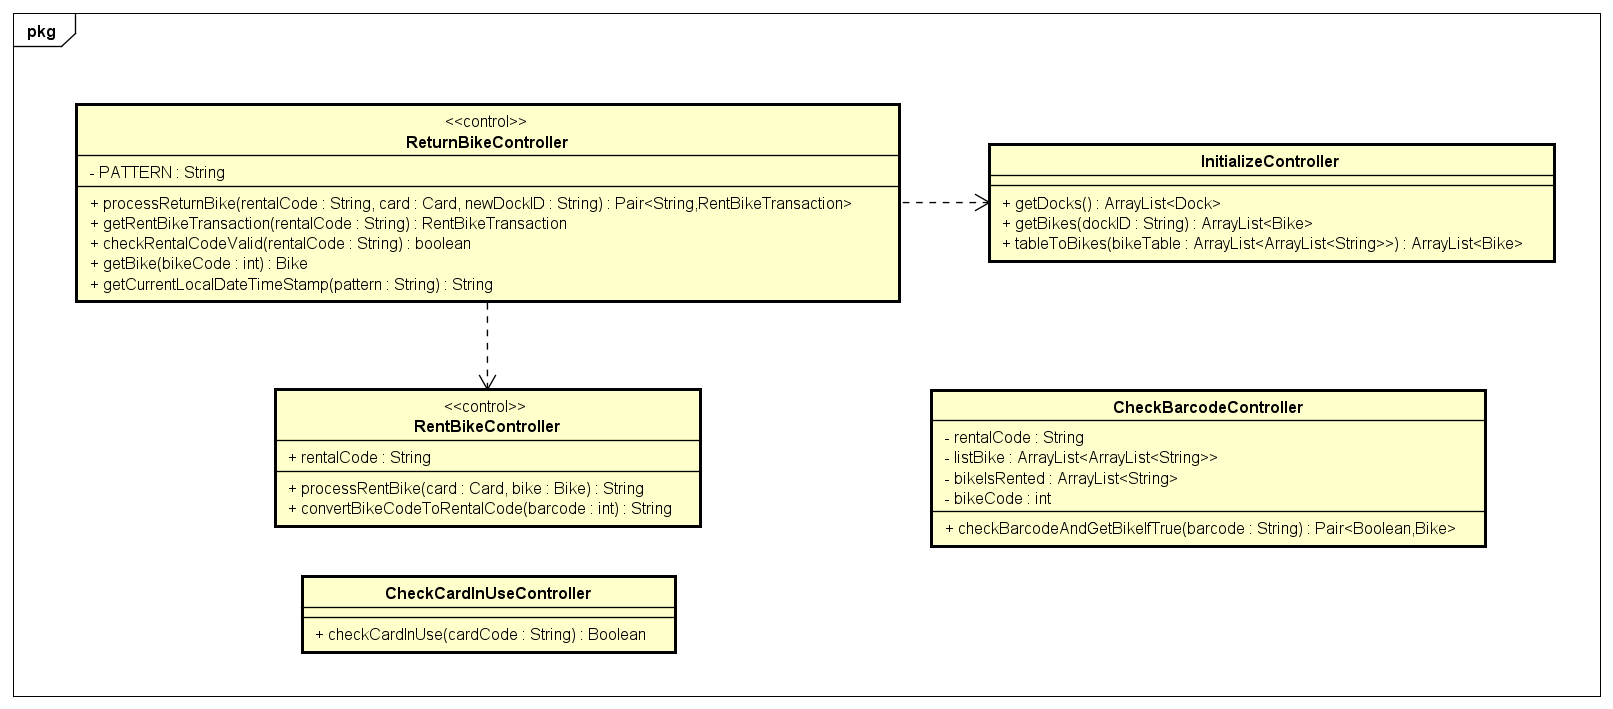 pkg
<<control>>
ReturnBikeController
- PATTERN : String
+ processReturnBike(rentalCode : String, card : Card, newDockID : String) : Pair<String,RentBikeTransaction>
+ getRentBikeTransaction(rentalCode : String) : RentBikeTransaction
+ checkRentalCodeValid(rentalCode : String) : boolean
+ getBike(bikeCode : int) : Bike
+ getCurrentLocalDateTimeStamp(pattern : String) : String
InitializeController
+ getDocks() : ArrayList<Dock>
+ getBikes(dockID : String) : ArrayList<Bike>
+ tableToBikes(bikeTable : ArrayList<ArrayList<String>>) : ArrayList<Bike>
<<control>>
RentBikeController
+ rentalCode : String
+ processRentBike(card : Card, bike : Bike) : String
+ convertBikeCodeToRentalCode(barcode : int) : String
CheckBarcodeController
- rentalCode : String
- listBike : ArrayList<ArrayList<String>>
- bikeIsRented : ArrayList<String>
- bikeCode : int
+ checkBarcodeAndGetBikeIfTrue(barcode : String) : Pair<Boolean,Bike>
CheckCardInUseController
+ checkCardInUse(cardCode : String) : Boolean